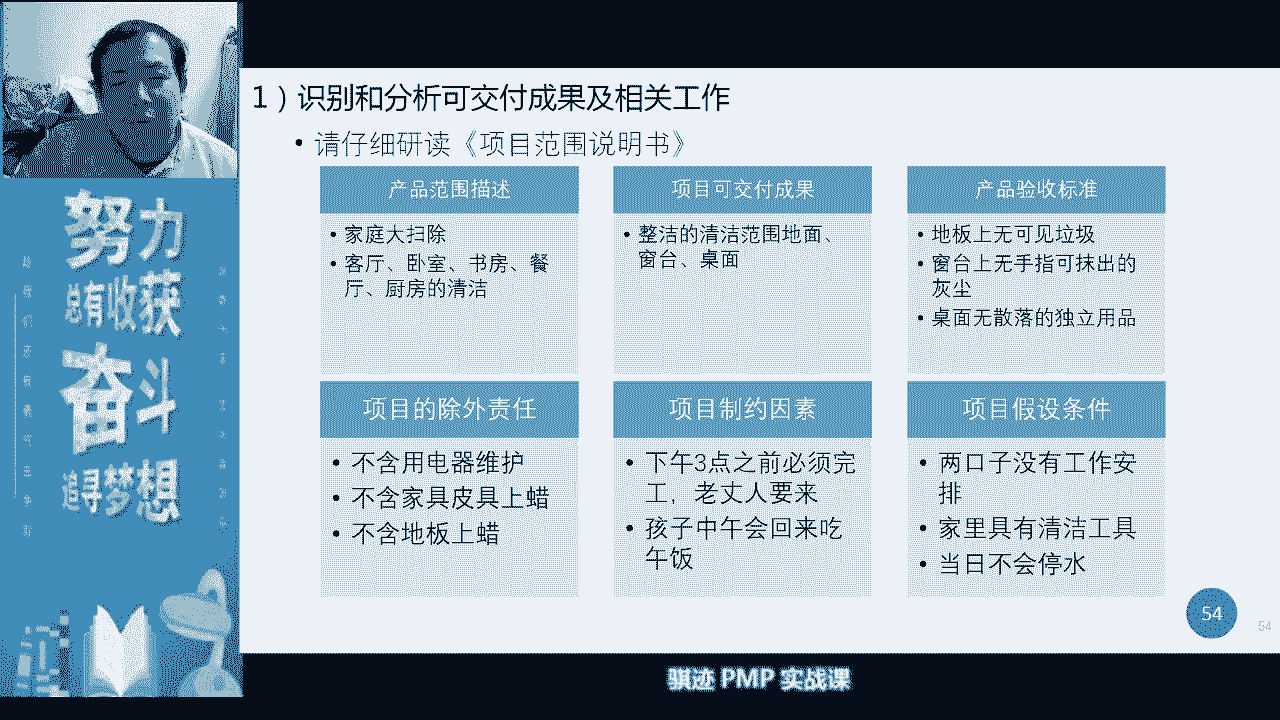 1）识别和分析可交付成果及相关工作
• 请仔细研读《项目范围说明书》
产品范围描述
• 家庭大扫除
• 客厅、卧室、书房、餐
厅、厨房的清洁
项目可交付成果
• 整洁的清洁范围地面、
窗台、桌面
产品验收标准
• 地板上无可见垃圾
• 窗台上无手指可抹出的
灰尘
• 桌面无散落的独立用品
项目的除外责任
• 不含用电器维护
• 不含家具皮具上蜡
• 不含地板上蜡
项目制约因素
• 下午3点之前必须完
工，老丈人要来
• 孩子中午会回来吃
午饭
项目假设条件
• 两口子没有工作安
排
• 家里具有清洁工具
• 当日不会停水
54
54
努力
总有收获
奋斗
追寻梦想
骐迹 PMP 实战课